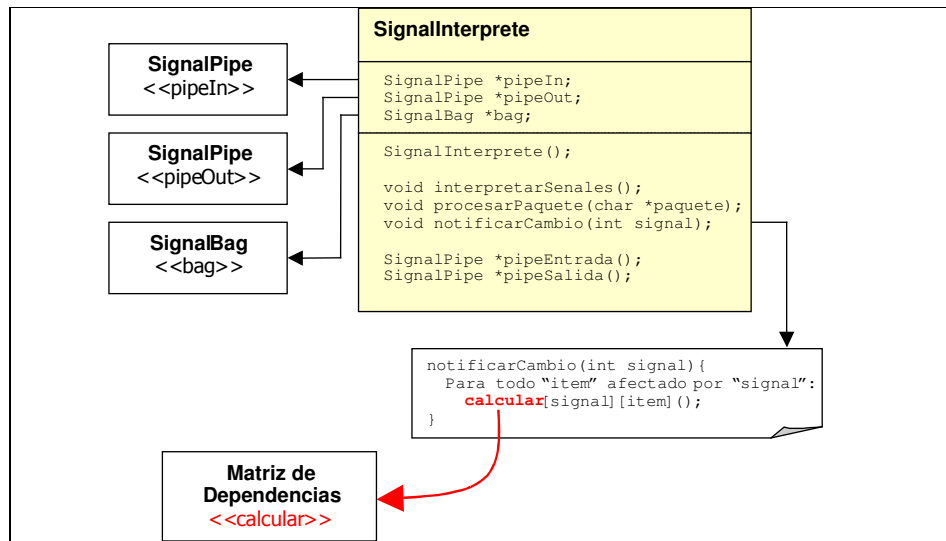 SignalInterprete
SignalPipe
<<pipeIn>>
SignalPipe *pipeIn;
SignalPipe *pipeOut;
SignalBag *bag;
SignalPipe
<<pipeOut>>
SignalInterprete();
void interpretarSenales();
void procesarPaquete(char *paquete);
void notificarCambio(int signal);
SignalBag
<<bag>>
SignalPipe *pipeEntrada();
SignalPipe *pipeSalida();
notificarCambio(int signal){
Para todo “item” afectado por “signal”:
calcular[signal][item]();
}
Matriz de
Dependencias
<<calcular>>